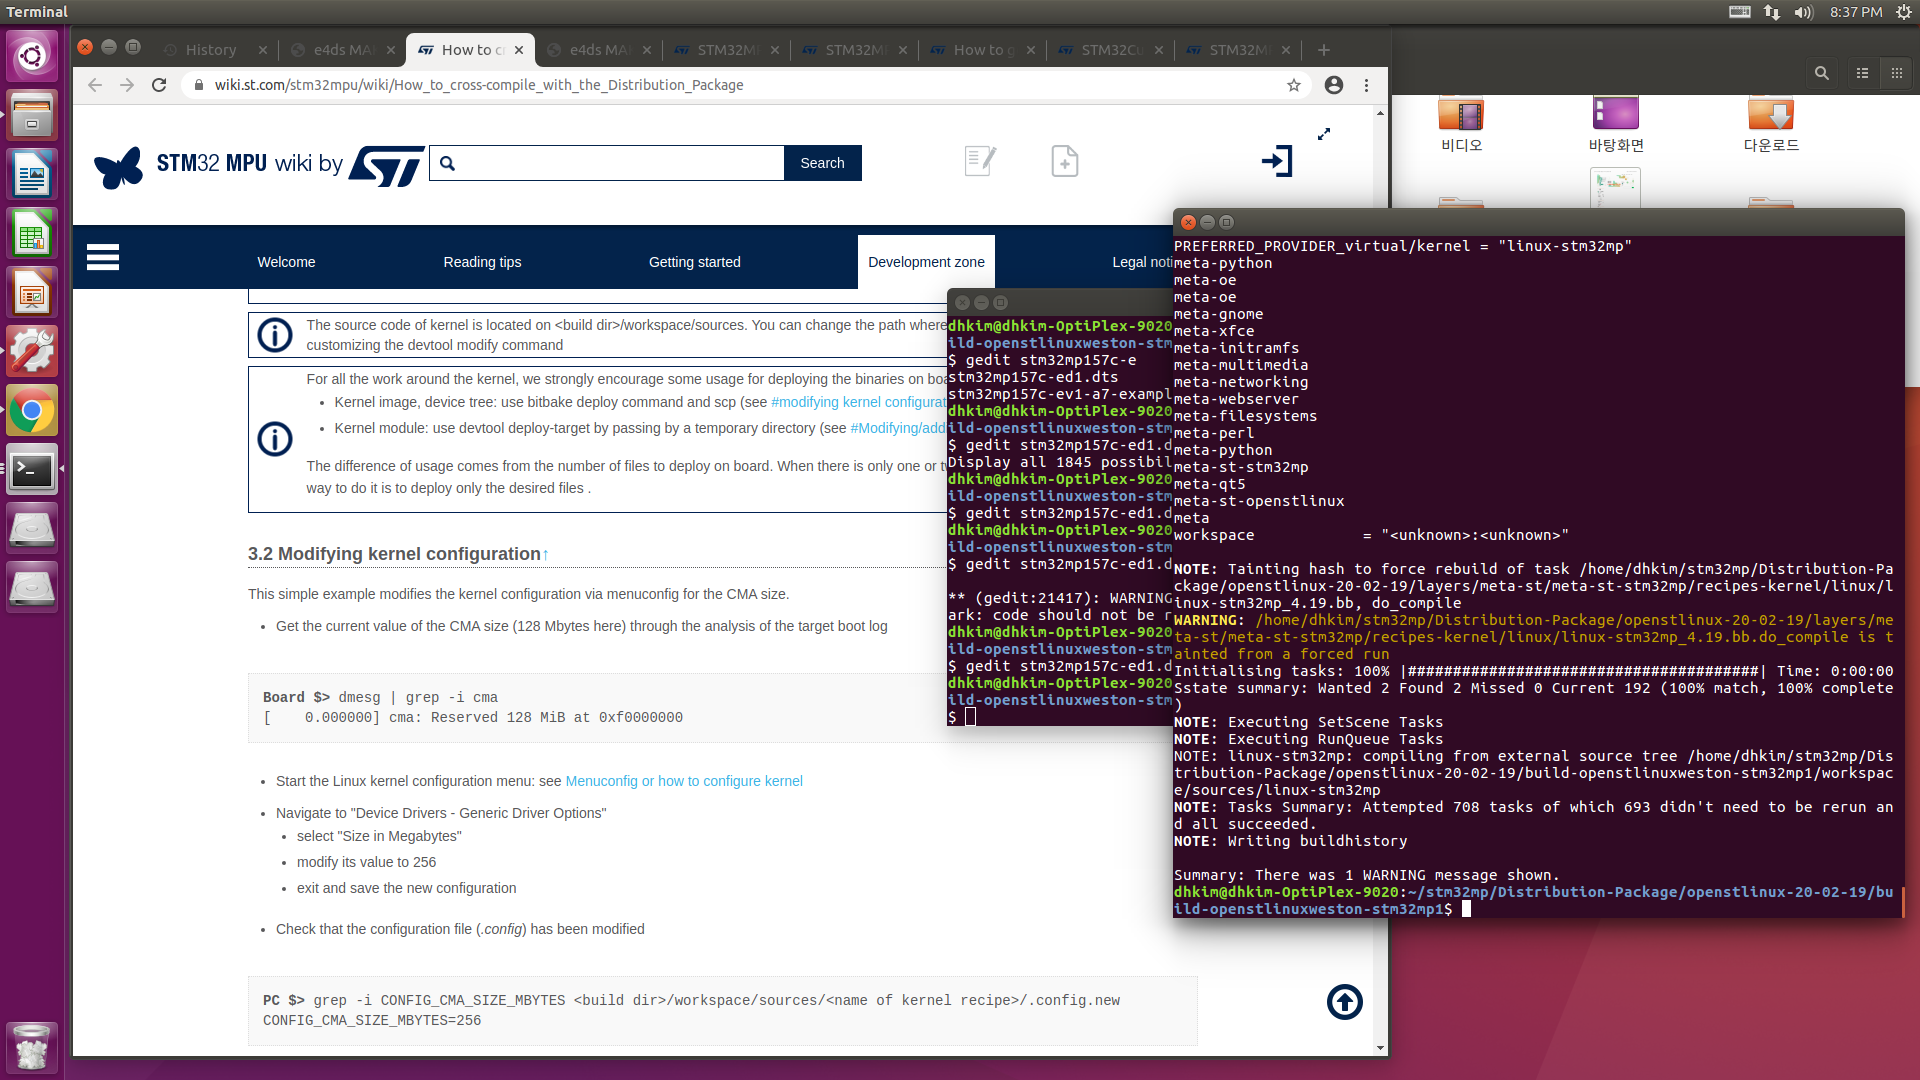 Terminal
8:37 PM
History
e4ds MA
How to c
e4ds MA
STM32M
STM32M
How to g
STM32Cu
STM32M
wiki.st.com/stm32mpu/wiki/How_to_cross-compile_with_the_Distribution_Package
STM32 MPU wiki by
Search
Welcome
Reading tips
Getting started
Development zone
Legal noti
The source code of kernel is located on <build dir>/workspace/sources. You can change the path where
customizing the devtool modify command
For all the work around the kernel, we strongly encourage some usage for deploying the binaries on boa
• Kernel image, device tree: use bitbake deploy command and scp (see #modifying kernel configurat
• Kernel module: use devtool deploy-target by passing by a temporary directory (see #Modifying/add
The difference of usage comes from the number of files to deploy on board. When there is only one or t
way to do it is to deploy only the desired files .
3.2 Modifying kernel configuration↑
This simple example modifies the kernel configuration via menuconfig for the CMA size.
• Get the current value of the CMA size (128 Mbytes here) through the analysis of the target boot log
Board $> dmesg | grep -i cma
[    0.000000] cma: Reserved 128 MiB at 0xf0000000
• Start the Linux kernel configuration menu: see Menuconfig or how to configure kernel
• Navigate to "Device Drivers - Generic Driver Options"
• select "Size in Megabytes"
• modify its value to 256
• exit and save the new configuration
• Check that the configuration file (.config) has been modified
PC $> grep -i CONFIG_CMA_SIZE_MBYTES <build dir>/workspace/sources/<name of kernel recipe>/.config.new
CONFIG_CMA_SIZE_MBYTES=256
비디오
바탕화면
다운로드
dhkim@dhkim-OptiPlex-9020
ild-openstlinuxweston-stm
$ gedit stm32mp157c-e
stm32mp157c-ed1.dts
stm32mp157c-ev1-a7-exampl
dhkim@dhkim-OptiPlex-9020
ild-openstlinuxweston-stm
$ gedit stm32mp157c-ed1.d
Display all 1845 possibil
dhkim@dhkim-OptiPlex-9020
ild-openstlinuxweston-stm
$ gedit stm32mp157c-ed1.d
dhkim@dhkim-OptiPlex-9020
ild-openstlinuxweston-stm
$ gedit stm32mp157c-ed1.d
** (gedit:21417): WARNING
ark: code should not be r
dhkim@dhkim-OptiPlex-9020
ild-openstlinuxweston-stm
$ gedit stm32mp157c-ed1.d
dhkim@dhkim-OptiPlex-9020
ild-openstlinuxweston-stm
$
PREFERRED_PROVIDER_virtual/kernel = "linux-stm32mp"
meta-python
meta-oe
meta-oe
meta-gnome
meta-xfce
meta-initramfs
meta-multimedia
meta-networking
meta-webserver
meta-filesystems
meta-perl
meta-python
meta-st-stm32mp
meta-qt5
meta-st-openstlinux
meta
workspace            = "<unknown>:<unknown>"
NOTE: Tainting hash to force rebuild of task /home/dhkim/stm32mp/Distribution-Pa
ckage/openstlinux-20-02-19/layers/meta-st/meta-st-stm32mp/recipes-kernel/linux/l
inux-stm32mp_4.19.bb, do_compile
WARNING: /home/dhkim/stm32mp/Distribution-Package/openstlinux-20-02-19/layers/me
ta-st/meta-st-stm32mp/recipes-kernel/linux/linux-stm32mp_4.19.bb.do_compile is t
ainted from a forced run
Initialising tasks: 100% |#######################################| Time: 0:00:00
Sstate summary: Wanted 2 Found 2 Missed 0 Current 192 (100% match, 100% complete
)
NOTE: Executing SetScene Tasks
NOTE: Executing RunQueue Tasks
NOTE: linux-stm32mp: compiling from external source tree /home/dhkim/stm32mp/Dis
tribution-Package/openstlinux-20-02-19/build-openstlinuxweston-stm32mp1/workspac
e/sources/linux-stm32mp
NOTE: Tasks Summary: Attempted 708 tasks of which 693 didn't need to be rerun an
d all succeeded.
NOTE: Writing buildhistory
Summary: There was 1 WARNING message shown.
dhkim@dhkim-OptiPlex-9020:~/stm32mp/Distribution-Package/openstlinux-20-02-19/bu
ild-openstlinuxweston-stm32mp1$